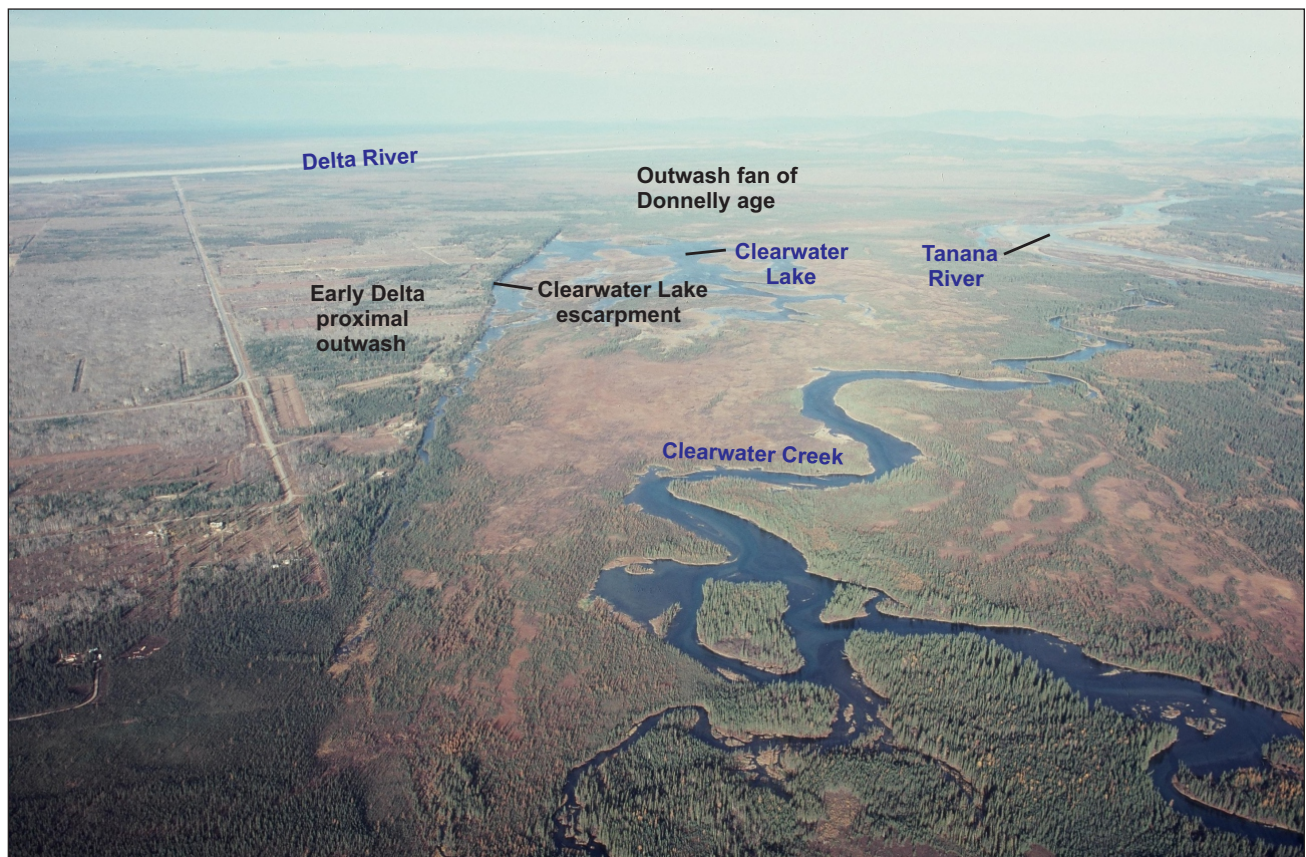 Delta River
Outwash fan of
Donnelly age
Clearwater
Lake
Tanana
River
Early Delta
proximal
outwash
Clearwater Lake
escarpment
Clearwater Creek